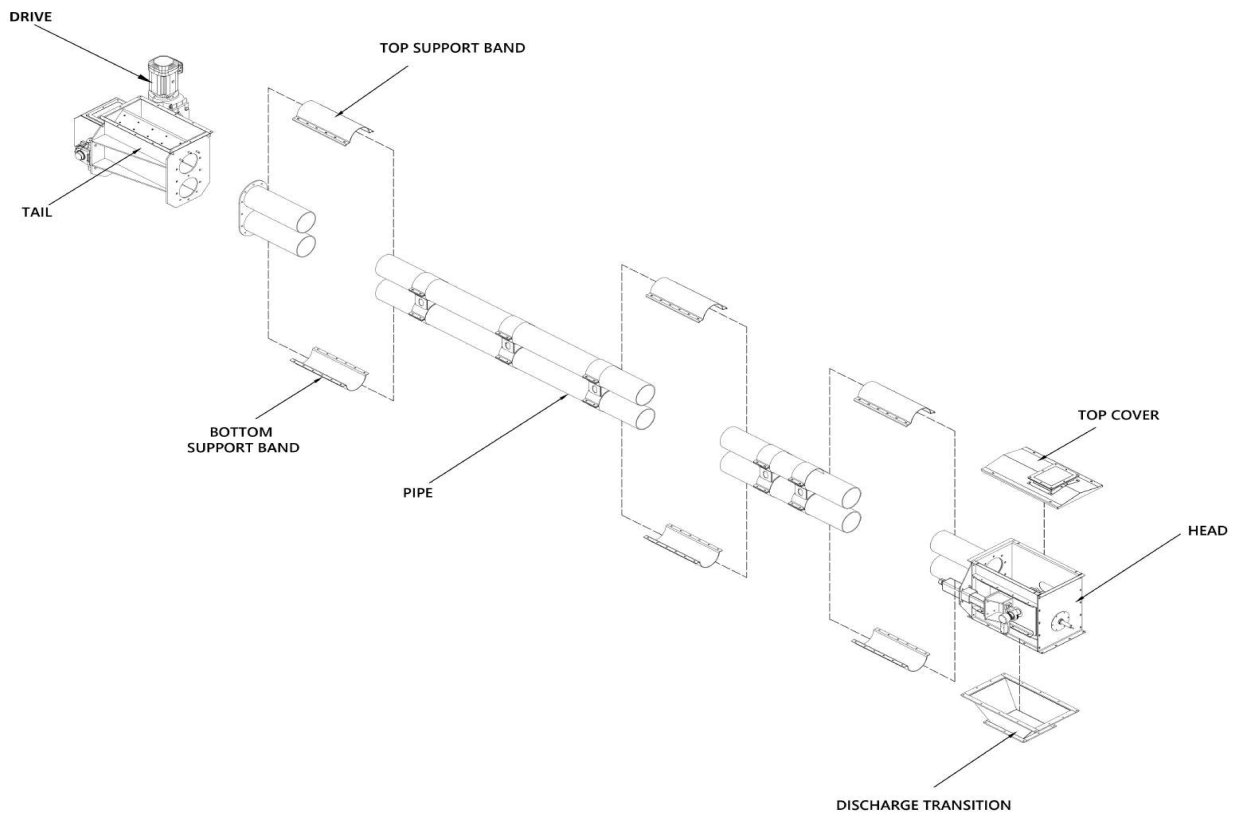 DRIVE
TOP SUPPORT BAND
TAIL
BOTTOM
SUPPORT BAND
PIPE
TOP COVER
HEAD
DISCHARGE TRANSITION